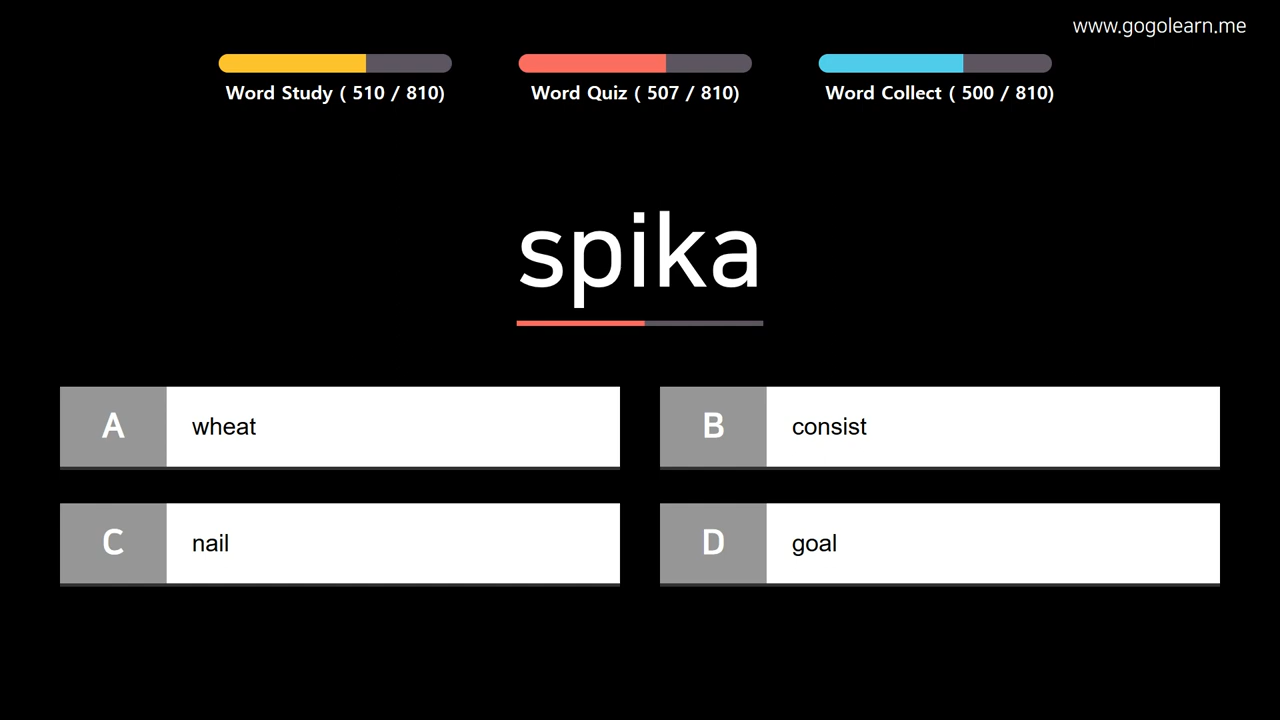 www.gogolearn.me
Word Study ( 510 / 810)
Word Quiz ( 507 / 810)
Word Collect ( 500 / 810)
spika
A wheat
B consist
C nail
D goal